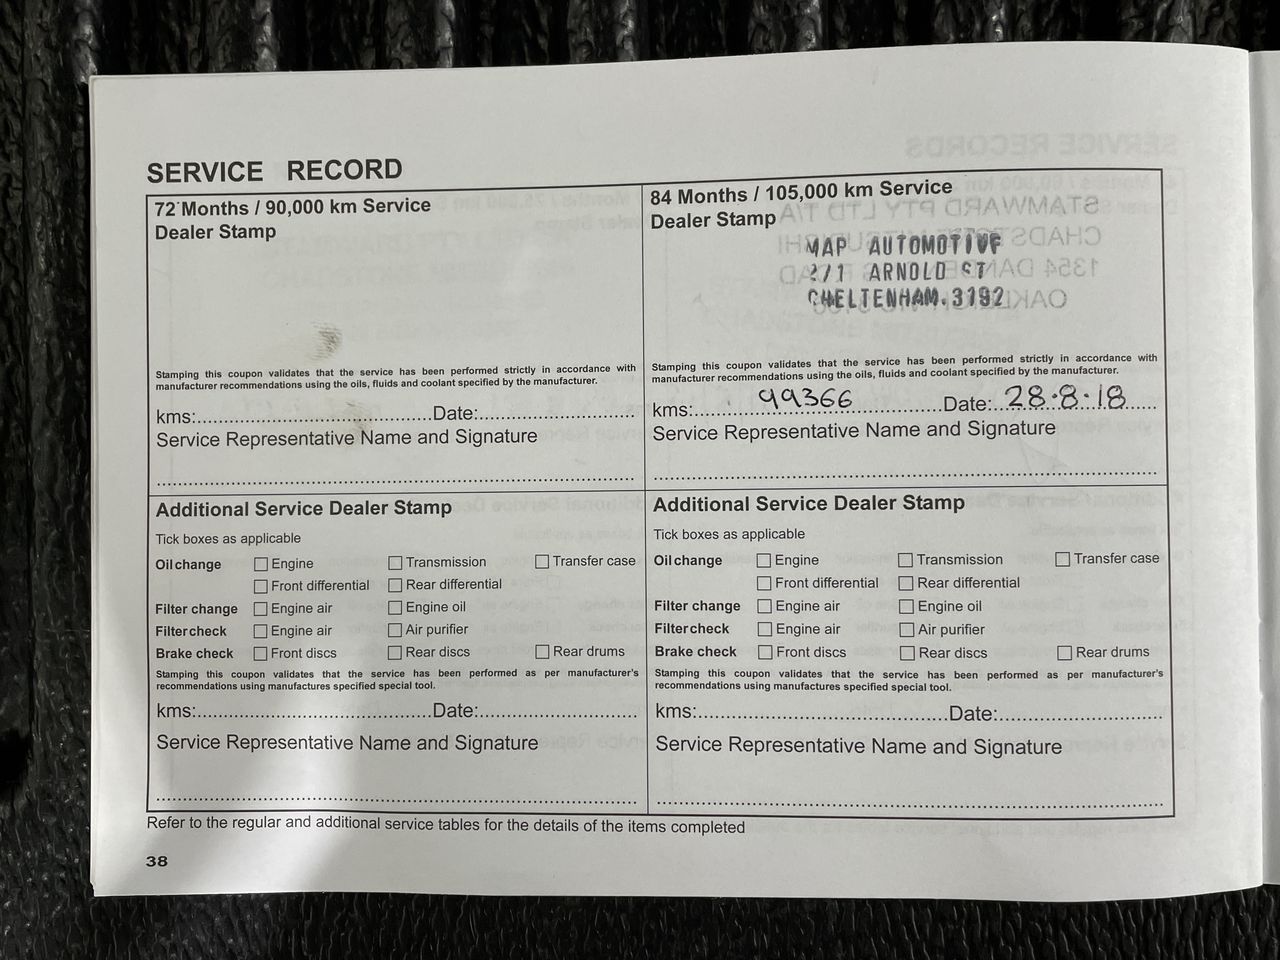 SERVICE RECORD
72 Months / 90,000 km Service
Dealer Stamp
Stamping this coupon validates that the service has been performed strictly in accordance with
manufacturer recommendations using the oils, fluids and coolant specified by the manufacturer.
kms:..............Date:..............
Service Representative Name and Signature
Additional Service Dealer Stamp
Tick boxes as applicable
Oil change ☐ Engine ☐ Transmission ☐ Transfer case
☐ Front differential ☐ Rear differential
Filter change ☐ Engine air ☐ Engine oil
Filter check ☐ Engine air ☐ Air purifier
Brake check ☐ Front discs ☐ Rear discs ☐ Rear drums
Stamping this coupon validates that the service has been performed as per manufacturer's
recommendations using manufactures specified special tool.
kms:..............Date:..............
Service Representative Name and Signature
84 Months / 105,000 km Service
Dealer Stamp
MAP AUTOMOTIVE
2/1 ARNOLD ST
CHELTENHAM. 3192
Stamping this coupon validates that the service has been performed strictly in accordance with
manufacturer recommendations using the oils, fluids and coolant specified by the manufacturer.
kms: 99366 Date: 28.8.18
Service Representative Name and Signature
Additional Service Dealer Stamp
Tick boxes as applicable
Oil change ☐ Engine ☐ Transmission ☐ Transfer case
☐ Front differential ☐ Rear differential
Filter change ☐ Engine air ☐ Engine oil
Filter check ☐ Engine air ☐ Air purifier
Brake check ☐ Front discs ☐ Rear discs ☐ Rear drums
Stamping this coupon validates that the service has been performed as per manufacturer's
recommendations using manufactures specified special tool.
kms:..............Date:..............
Service Representative Name and Signature
Refer to the regular and additional service tables for the details of the items completed
38